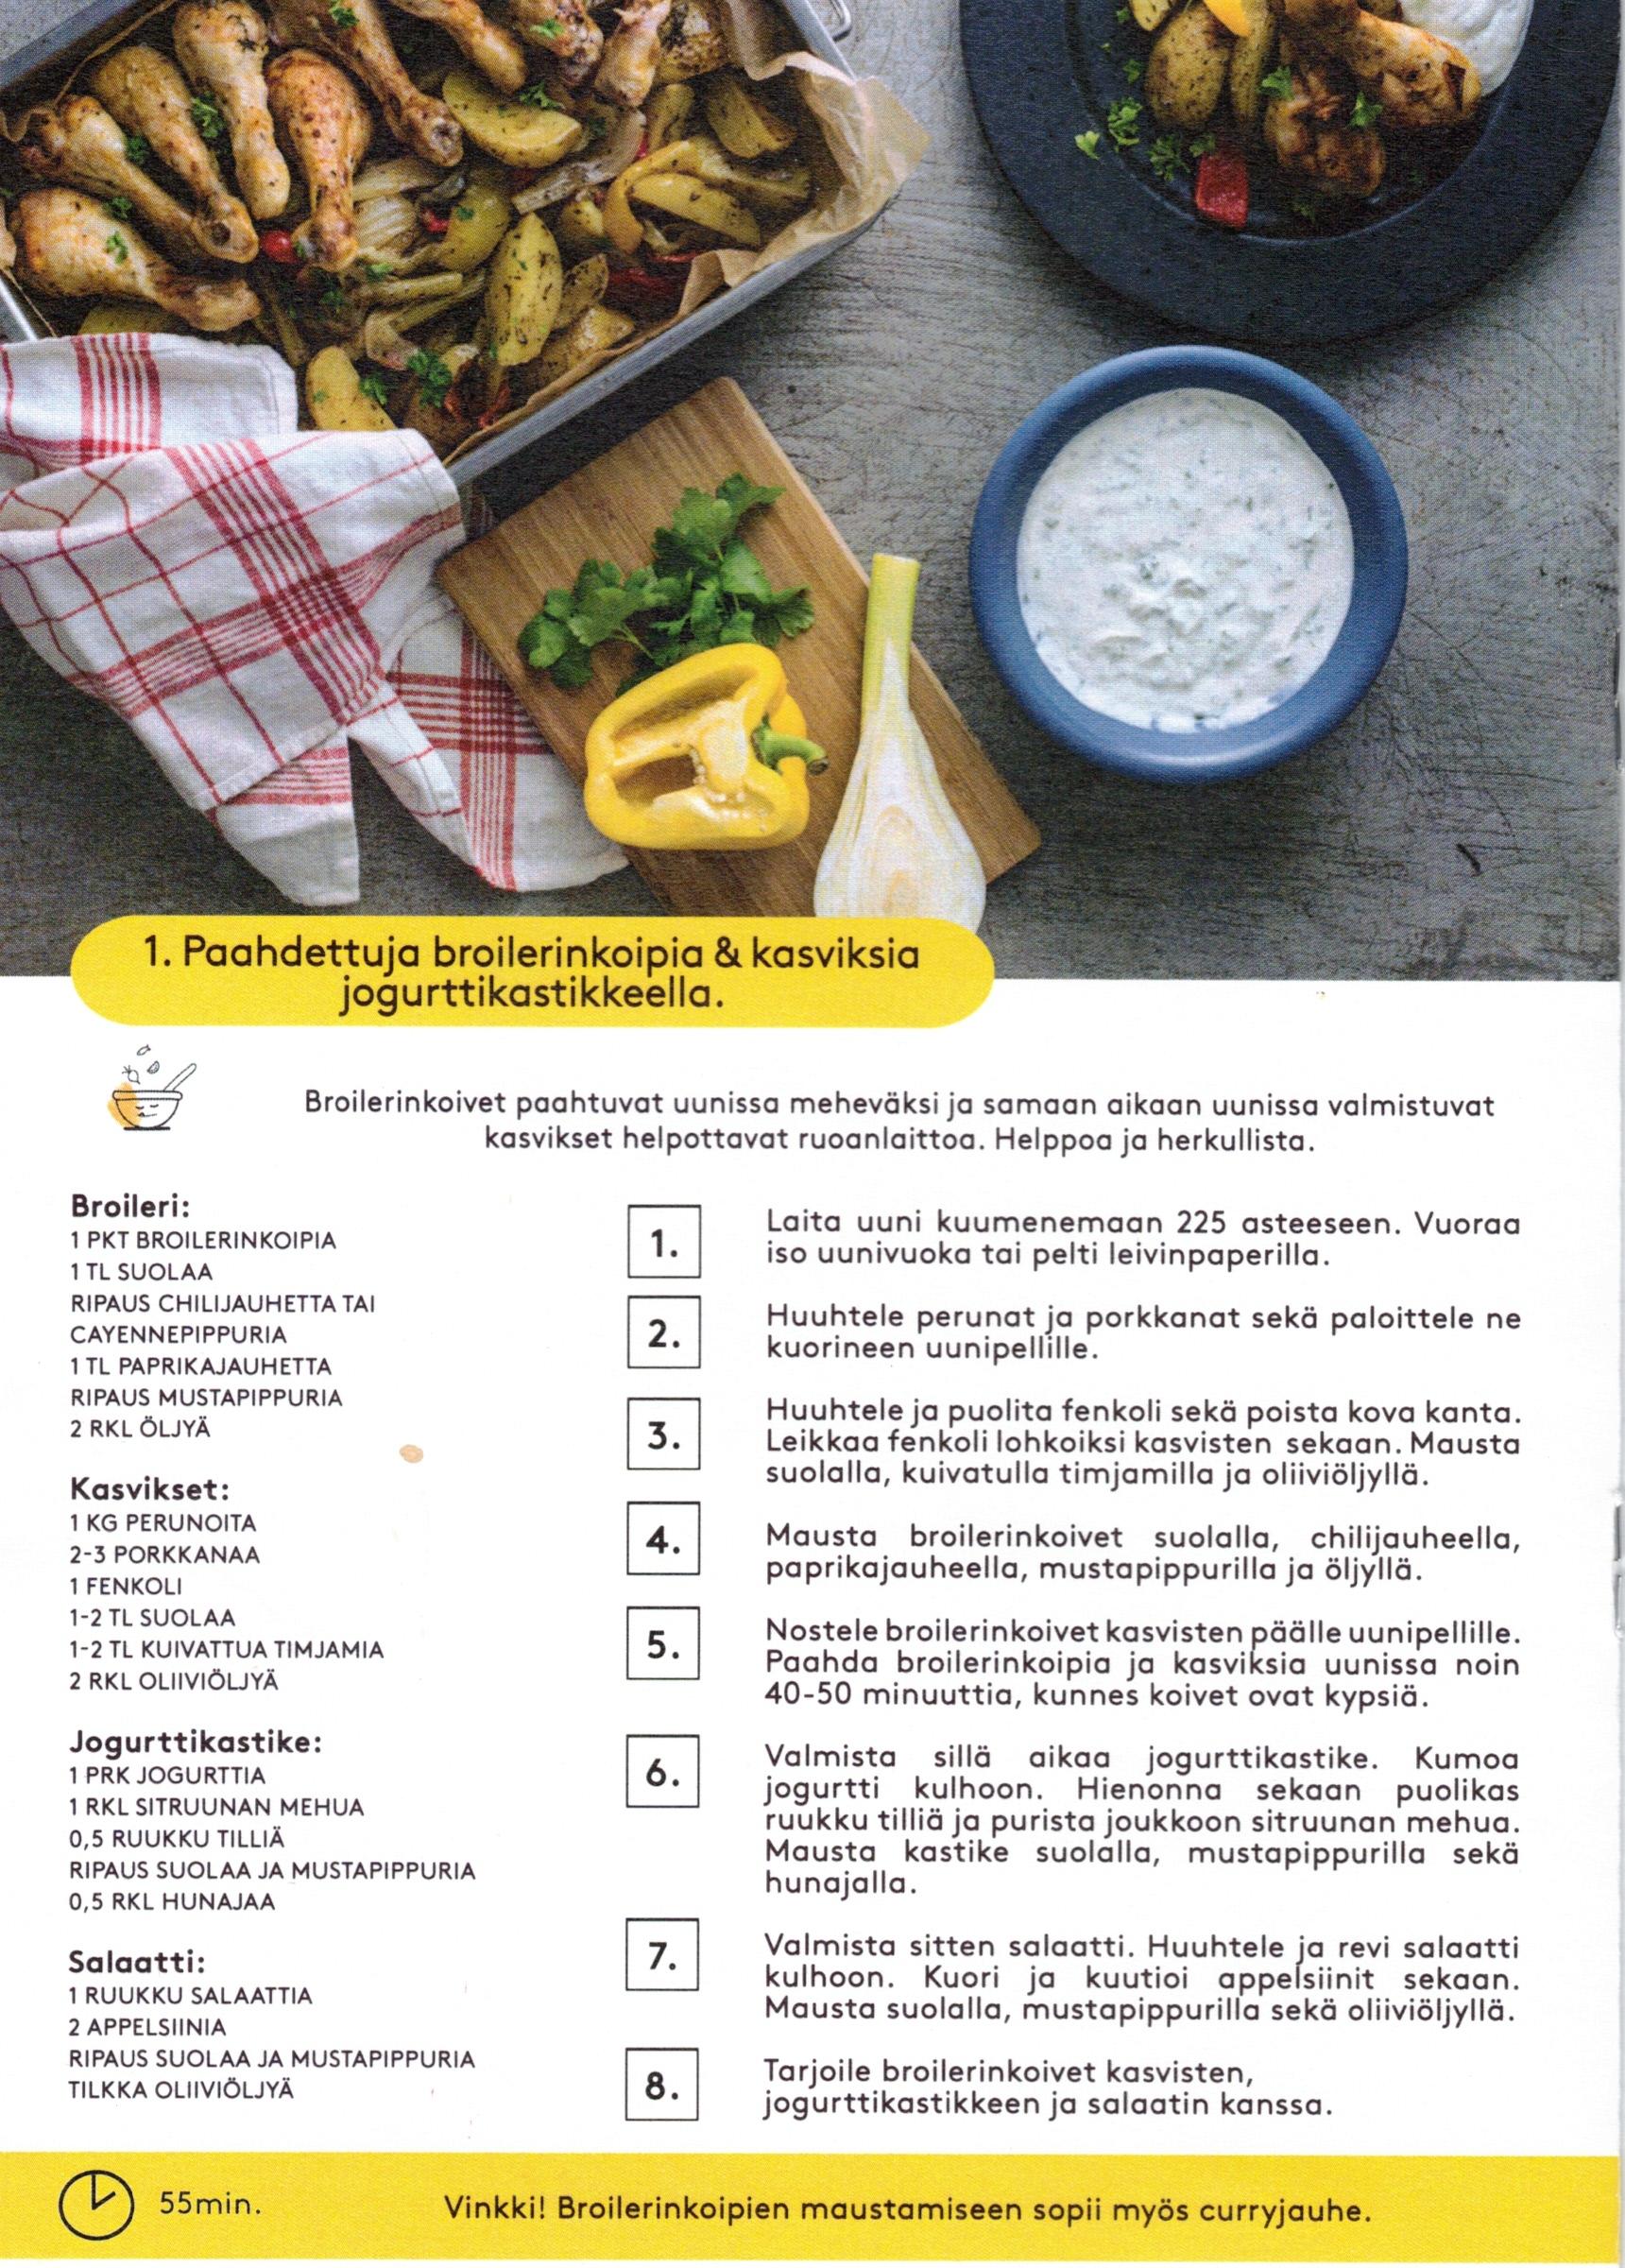 1. Paahdettuja broilerinkoipia & kasviksia
jogurttikastikkeella.
Broilerinkoivet paahtuvat uunissa meheväksi ja samaan aikaan uunissa valmistuvat
kasvikset helpottavat ruoanlaittoa. Helppoa ja herkullista.
Broileri:
1 PKT BROILERINKOIPIA
1 TL SUOLAA
RIPAUS CHILIJAUHETTA TAI
CAYENNEPIPPURIA
1 TL PAPRIKAJAUHETTA
RIPAUS MUSTAPIPPURIA
2 RKL ÖLJYÄ
Kasvikset:
1 KG PERUNOITA
2-3 PORKKANAA
1 FENKOLI
1-2 TL SUOLAA
1-2 TL KUIVATTUA TIMJAMIA
2 RKL OLIIVIÖLJYÄ
Jogurttikastike:
1 PRK JOGURTTIA
1 RKL SITRUUNAN MEHUA
0,5 RUUKKU TILLIÄ
RIPAUS SUOLAA JA MUSTAPIPPURIA
0,5 RKL HUNAJAA
Salaatti:
1 RUUKKU SALAATTIA
2 APPELSIINIA
RIPAUS SUOLAA JA MUSTAPIPPURIA
TILKKA OLIIVIÖLJYÄ
1. Laita uuni kuumenemaan 225 asteeseen. Vuoraa
iso uunivuoka tai pelti leivinpaperilla.
2. Huuhtele perunat ja porkkanat sekä paloittele ne
kuorineen uunipellille.
3. Huuhtele ja puolita fenkoli sekä poista kova kanta.
Leikkaa fenkoli lohkoiksi kasvisten sekaan. Mausta
suolalla, kuivatulla timjamilla ja oliiviöljyllä.
4. Mausta broilerinkoivet suolalla, chilijauheella,
paprikajauheella, mustapippurilla ja öljyllä.
5. Nostele broilerinkoivet kasvisten päälle uunipellille.
Paahda broilerinkoipia ja kasviksia uunissa noin
40-50 minuuttia, kunnes koivet ovat kypsiä.
6. Valmista sillä aikaa jogurttikastike. Kumoa
jogurtti kulhoon. Hienonna sekaan puolikas
ruukku tilliä ja purista joukkoon sitruunan mehua.
Mausta kastike suolalla, mustapippurilla sekä
hunajalla.
7. Valmista sitten salaatti. Huuhtele ja revi salaatti
kulhoon. Kuori ja kuutioi appelsiinit sekaan.
Mausta suolalla, mustapippurilla sekä oliiviöljyllä.
8. Tarjoile broilerinkoivet kasvisten,
jogurttikastikkeen ja salaatin kanssa.
55min.
Vinkki! Broilerinkoipien maustamiseen sopii myös curryjauhe.